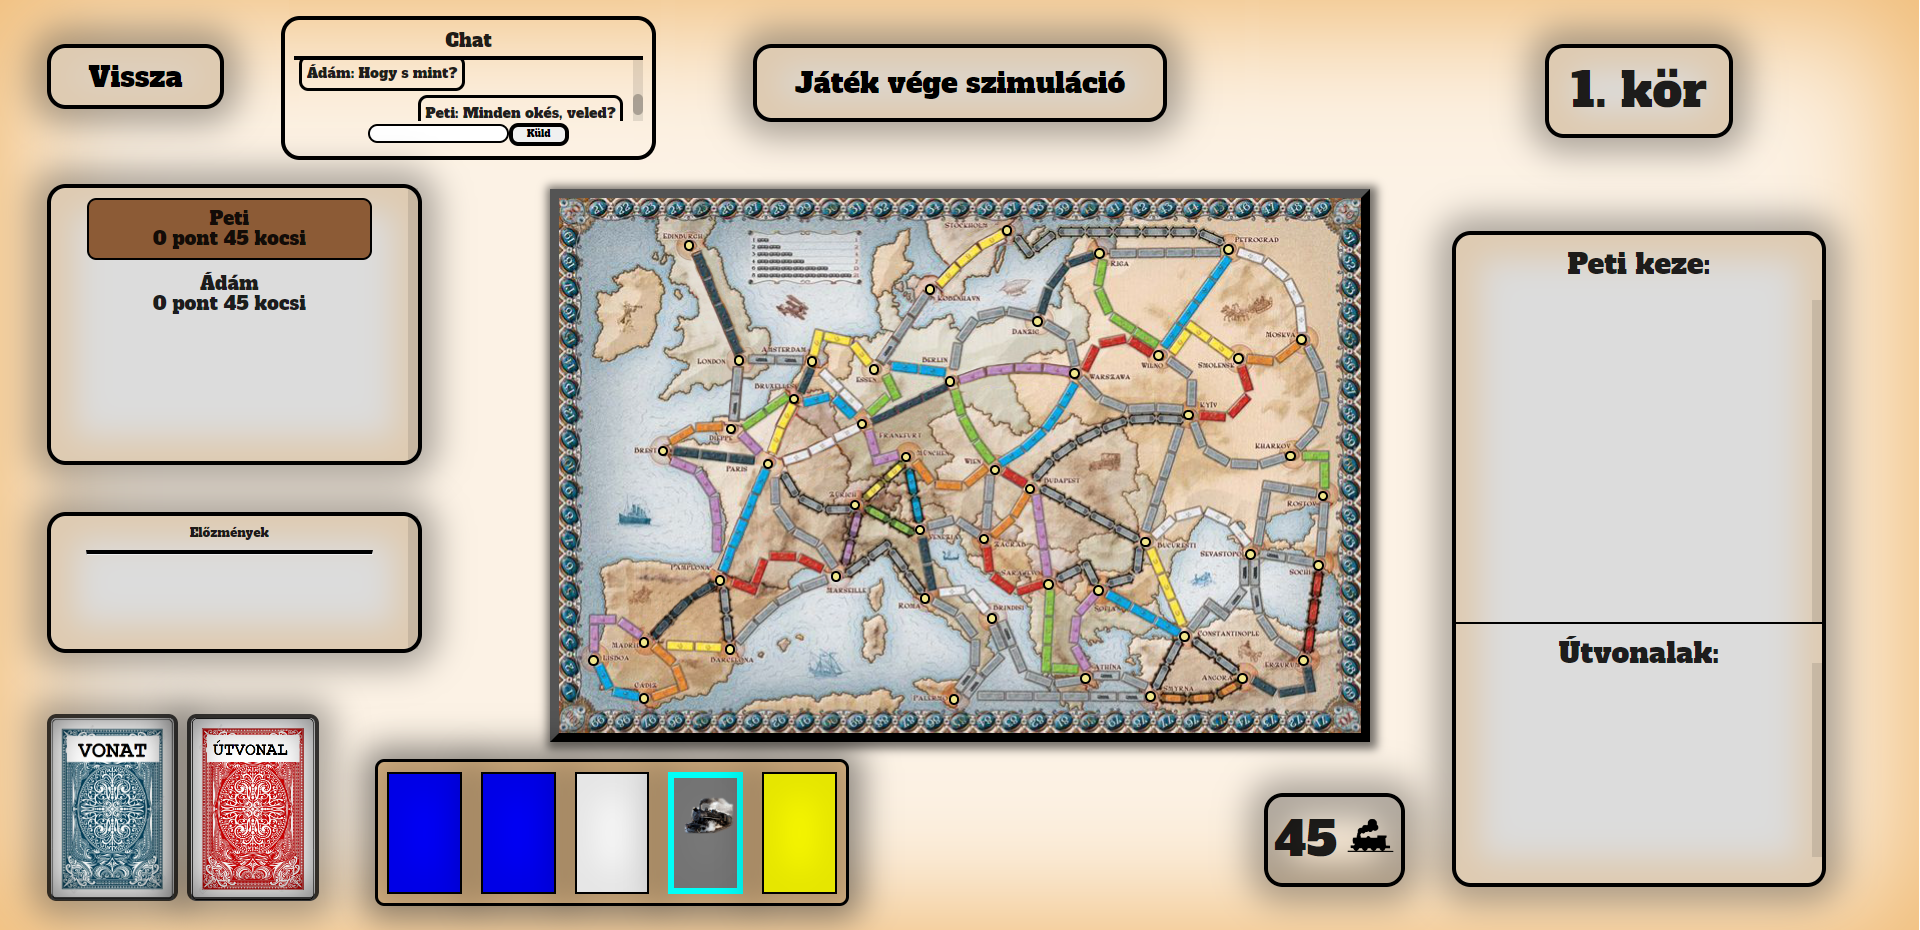 Vissza
Chat
Ádám: Hogy s mint?
Peti: Minden okés, veled?
Küld
Játék vége szimuláció
1. kör
Peti
0 pont 45 kocsi
Ádám
0 pont 45 kocsi
Előzmények
VONAT
ÚTVONAL
EDINBURGH
STOCKHOLM
PETROGRAD
RIGA
KOBENHAVN
DANZIG
MOSKVA
LONDON
AMSTERDAM
BERLIN
WILNO
SMOLENSK
ESSEN
WARSZAWA
BRUXELLES
KYIV
DIEPPE
FRANKFURT
BREST
PARIS
MÜNCHEN
WIEN
KHARKOV
BUDAPEST
ZÜRICH
ROSTOV
VENEZIA
ZAGRAB
BUCURESTI
SEVASTOPOL
PAMPLONA
SARAJEVO
SOCHI
MARSEILLE
ROMA
BRINDISI
SOFIA
CONSTANTINOPLE
MADRID
LISBOA
BARCELONA
ERZURUM
CADIZ
ATHINA
ANGORA
PALERMO
SMYRNA
45
Peti keze:
Útvonalak: